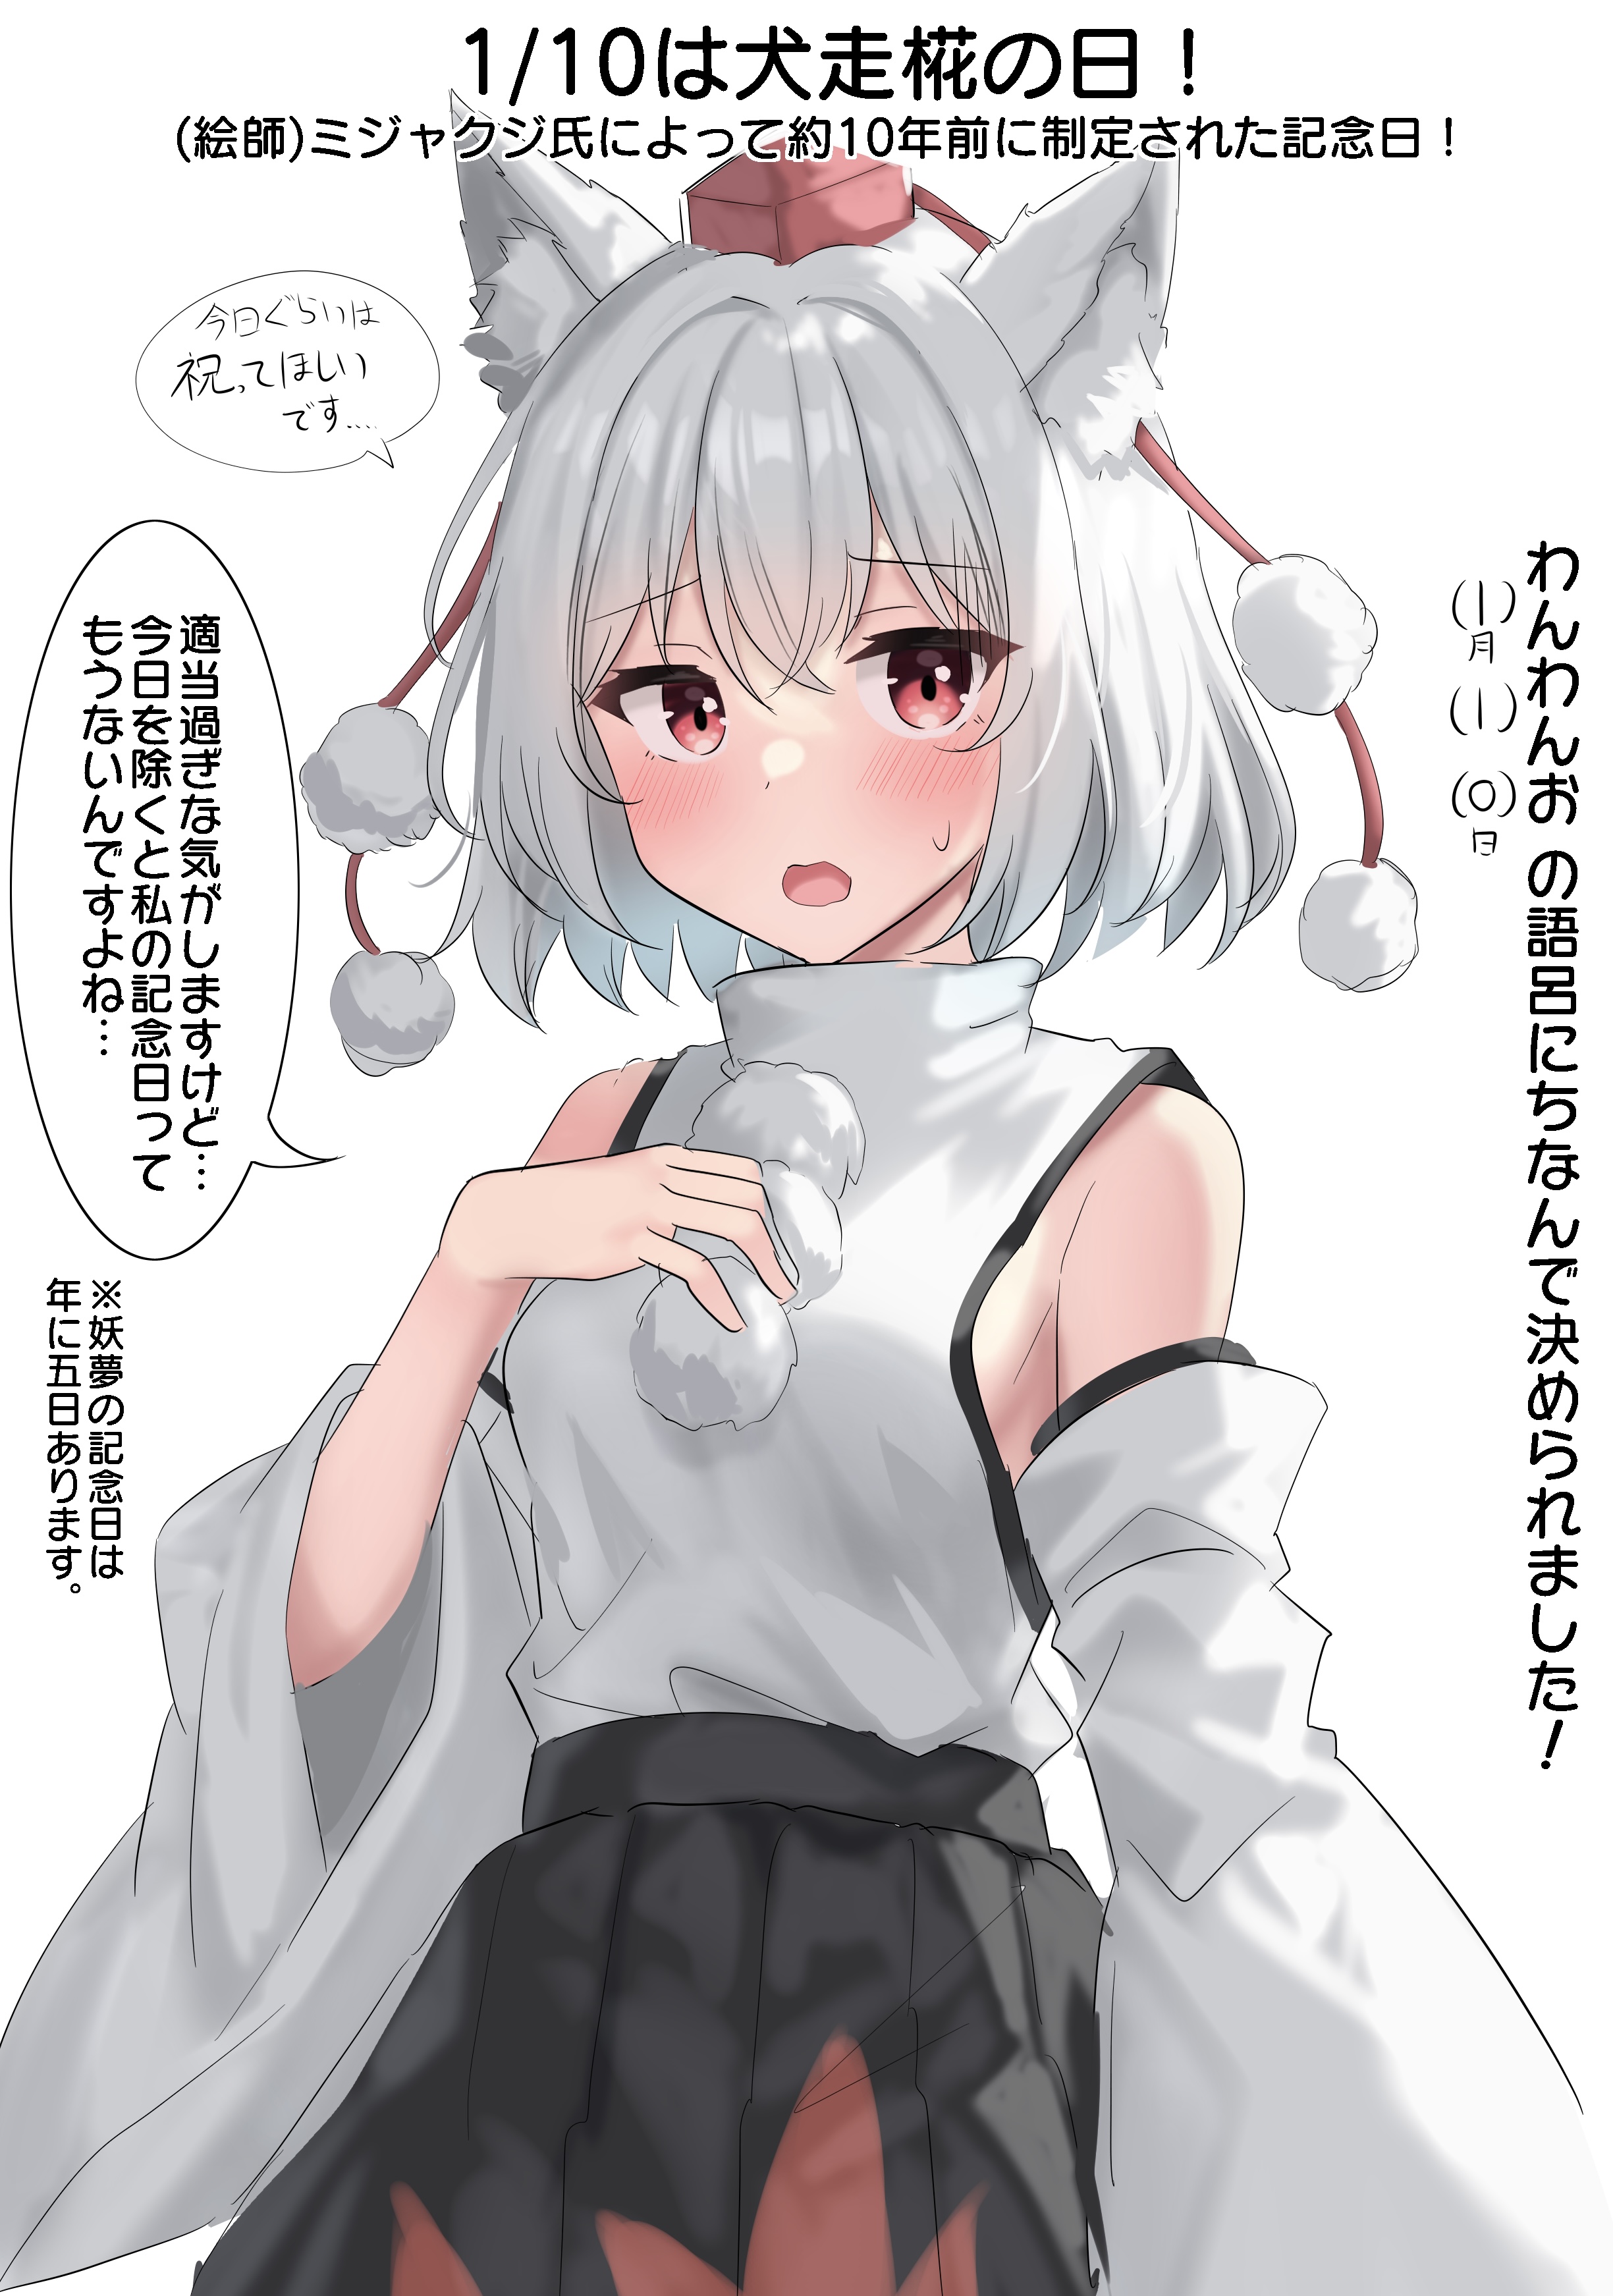 1/10は犬走椛の日！
(絵師)ミジャクジ氏によって約10年前に制定された記念日！
わんわんお の語呂にちなんで決められました！
(1)月(1)(0)日
今日ぐらいは
祝ってほしい
です....
適当過ぎな気がしますけど…
今日を除くと私の記念日って
もうないんですよね…
※妖夢の記念日は
年に五日あります。